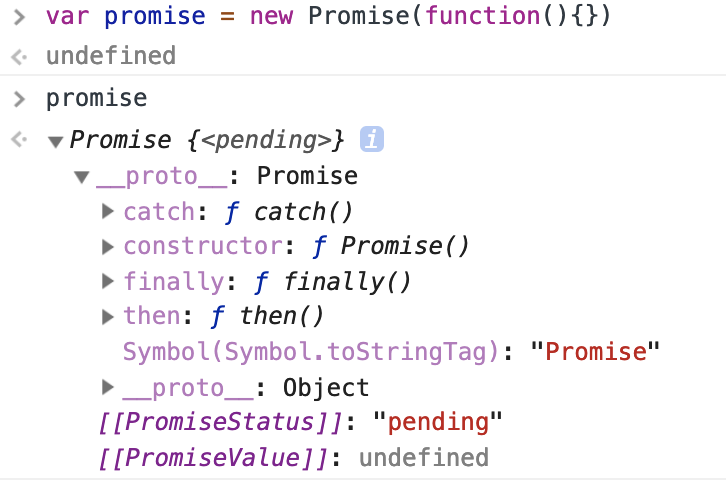 > var promise = new Promise(function(){})
<· undefined
> promise
<· ▼Promise {<pending>} i
▼__proto__: Promise
▶catch: ƒ catch()
▶constructor: ƒ Promise()
▶finally: ƒ finally()
▶then: ƒ then()
Symbol(Symbol.toStringTag): "Promise"
▶__proto__: Object
[[PromiseStatus]]: "pending"
[[PromiseValue]]: undefined